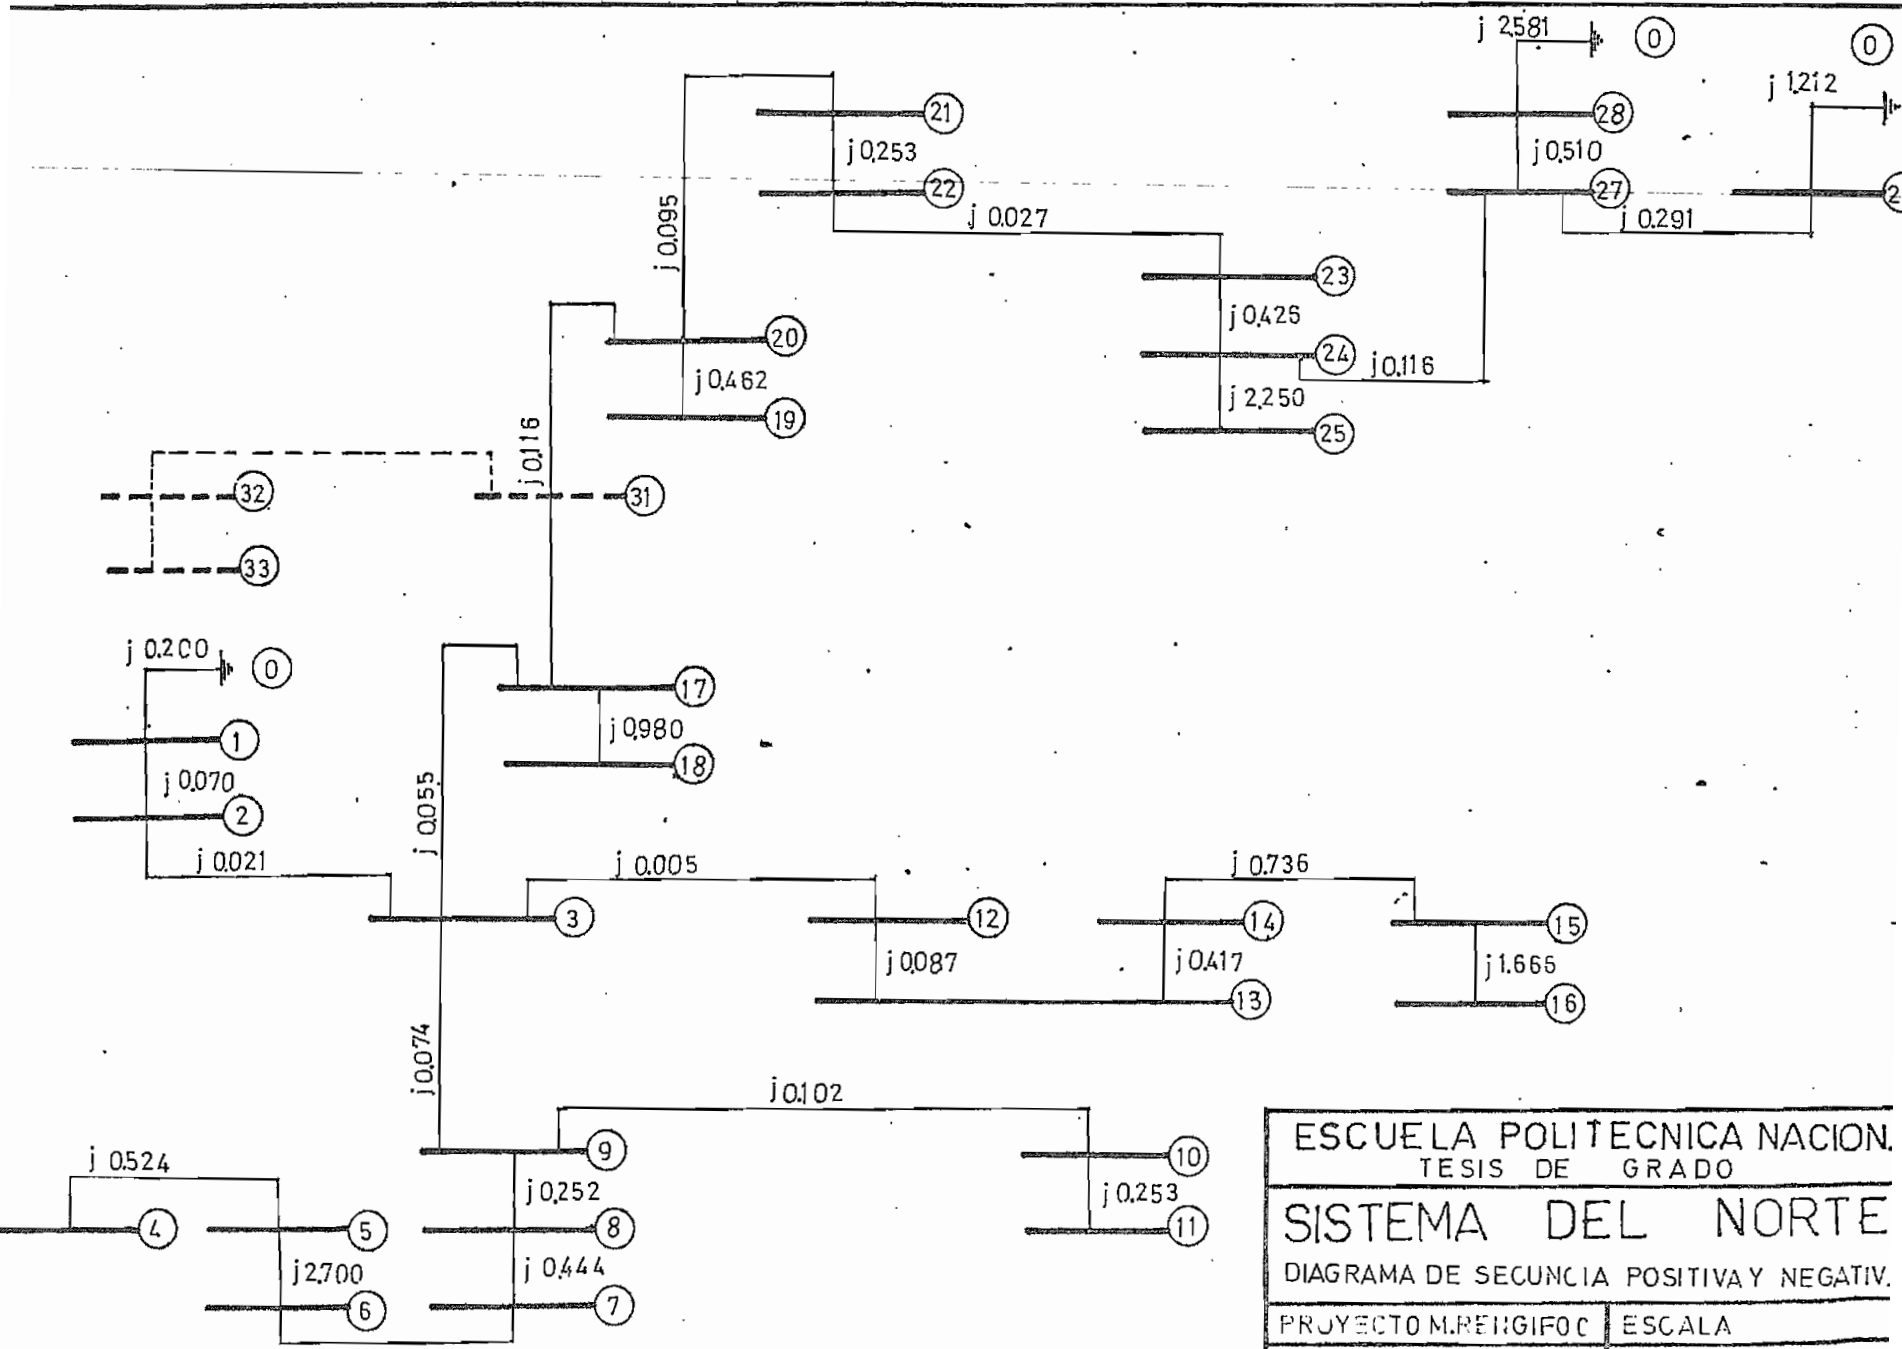 j 2.581
0
0
j 1.212
21
28
j 0.253
j 0.510
22
27
2
j 0.027
j 0.291
j 0.095
23
j 0.426
20
24
j 0.116
j 0.462
j 2.250
19
25
j 0.116
32
31
33
j 0.200
0
17
1
j 0.980
j 0.070
18
2
j 0.055
j 0.021
j 0.005
j 0.736
3
12
14
15
j 0.087
j 0.417
j 1.665
13
16
j 0.074
j 0.102
9
10
j 0.524
j 0.252
j 0.253
4
5
8
11
j 2.700
j 0.444
6
7
ESCUELA POLITECNICA NACION.
TESIS DE GRADO
SISTEMA DEL NORTE
DIAGRAMA DE SECUNCIA POSITIVA Y NEGATIV.
PROYECTO M.RENGIFO C
ESCALA